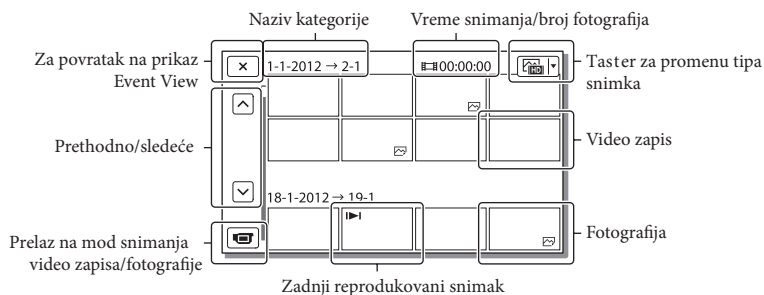 Naziv kategorije
Vreme snimanja/broj fotografija
Za povratak na prikaz
Event View
1-1-2012 → 2-1
00:00:00
HD
Taster za promenu tipa
snimka
Prethodno/sledeće
Video zapis
18-1-2012 → 19-1
Prelaz na mod snimanja
video zapisa/fotografije
Fotografija
Zadnji reprodukovani snimak